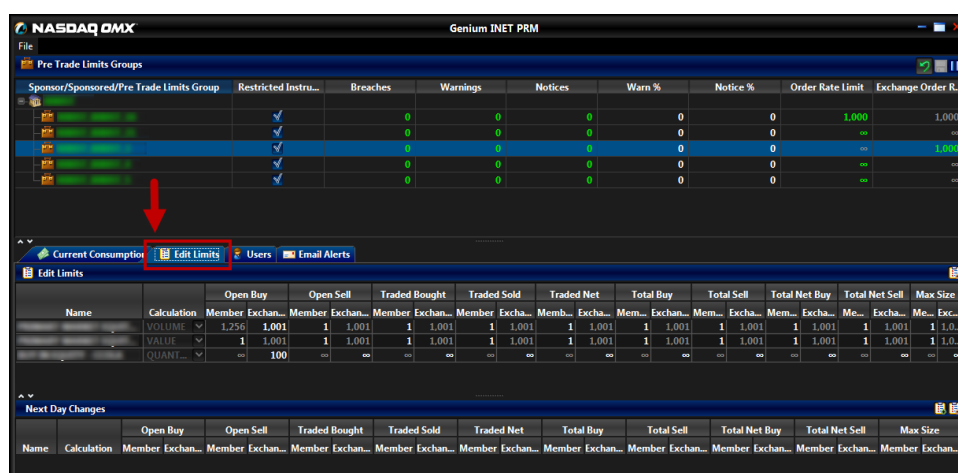 NASDAQ OMX Genium INET PRM
File
Pre Trade Limits Groups
Sponsor/Sponsored/Pre Trade Limits Group Restricted Instru... Breaches Warnings Notices Warn % Notice % Order Rate Limit Exchange Order R...
0 0 0 0 0 1,000 1,000
0 0 0 0 0 ∞ ∞
0 0 0 0 0 ∞ 1,000
0 0 0 0 0 ∞ ∞
0 0 0 0 0 ∞ ∞
Current Consumption Edit Limits Users Email Alerts
Edit Limits
Open Buy Open Sell Traded Bought Traded Sold Traded Net Total Buy Total Sell Total Net Buy Total Net Sell Max Size
Name Calculation Member Exchan... Member Exchan... Member Exchan... Member Excha... Memb... Excha... Mem... Excha... Mem... Excha... Mem... Excha... Me... Excha... Me... Exc...
VOLUME 1,256 1,001 1 1,001 1 1,001 1 1,001 1 1,001 1 1,001 1 1,001 1 1,001 1 1,001 1 1,0...
VALUE 1 1,001 1 1,001 1 1,001 1 1,001 1 1,001 1 1,001 1 1,001 1 1,001 1 1,001 1 1,0...
QUANT... ∞ 100 ∞ ∞ ∞ ∞ ∞ ∞ ∞ ∞ ∞ ∞ ∞ ∞ ∞ ∞ ∞ ∞ ∞ ∞
Next Day Changes
Open Buy Open Sell Traded Bought Traded Sold Traded Net Total Buy Total Sell Total Net Buy Total Net Sell Max Size
Name Calculation Member Exchan... Member Exchan... Member Exchan... Member Exchan... Member Exchan... Member Exchan... Member Exchan... Member Exchan... Member Exchan... Member Exchan...